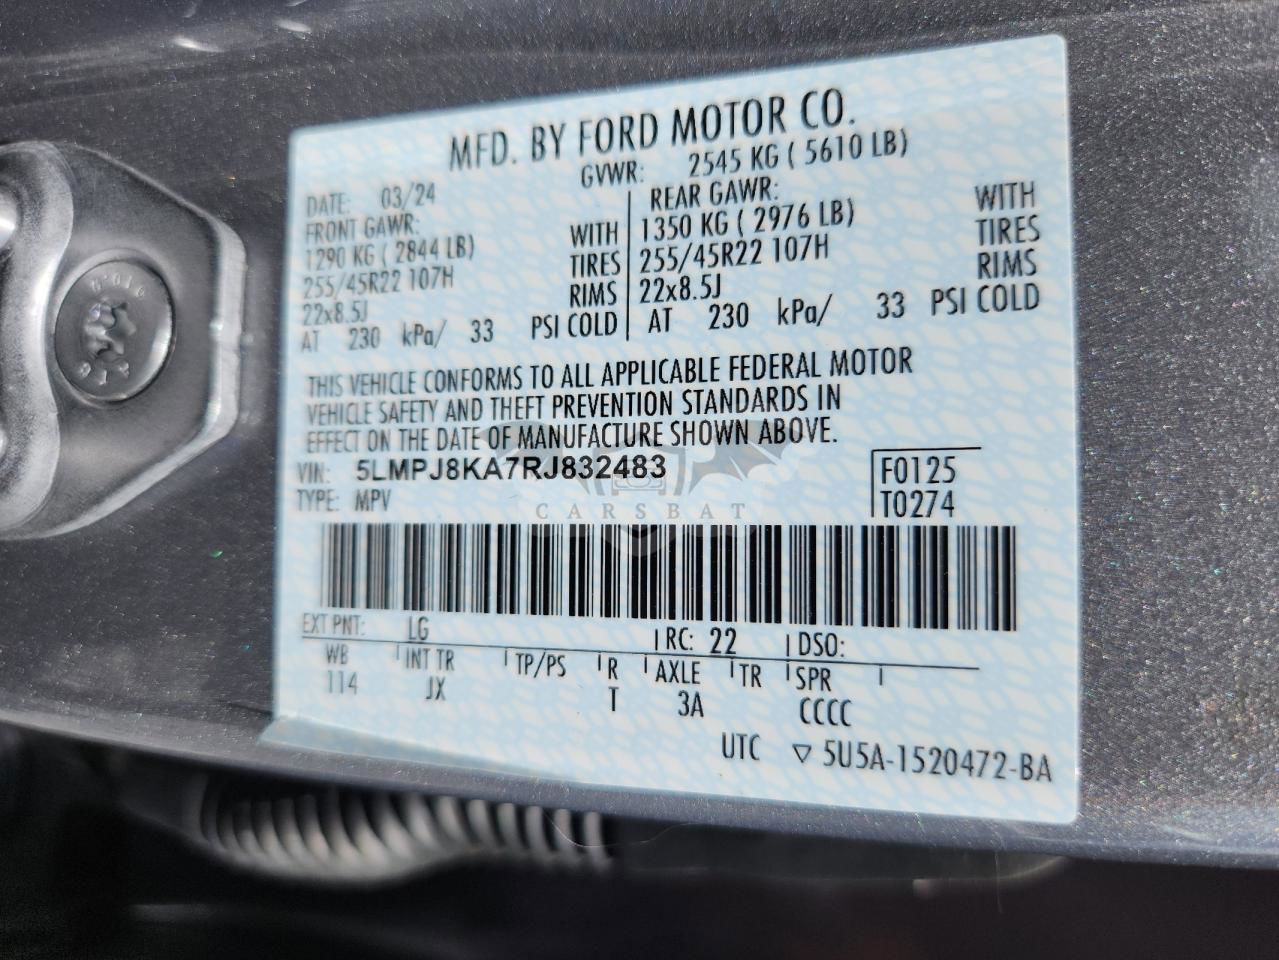 MFD. BY FORD MOTOR CO.
DATE: 03/24 GVWR: 2545 KG ( 5610 LB)
FRONT GAWR: REAR GAWR:
1290 KG ( 2844 LB) WITH 1350 KG ( 2976 LB) WITH
255/45R22 107H TIRES 255/45R22 107H TIRES
22x8.5J RIMS 22x8.5J RIMS
AT 230 kPa/ 33 PSI COLD AT 230 kPa/ 33 PSI COLD
THIS VEHICLE CONFORMS TO ALL APPLICABLE FEDERAL MOTOR
VEHICLE SAFETY AND THEFT PREVENTION STANDARDS IN
EFFECT ON THE DATE OF MANUFACTURE SHOWN ABOVE.
VIN: 5LMPJ8KA7RJ832483 F0125
TYPE: MPV T0274
CARSBAT
EXT PNT: LG RC: 22 DSO:
WB INT TR TP/PS R AXLE TR SPR
114 JX T 3A CCCC
UTC ▽ 5U5A-1520472-BA